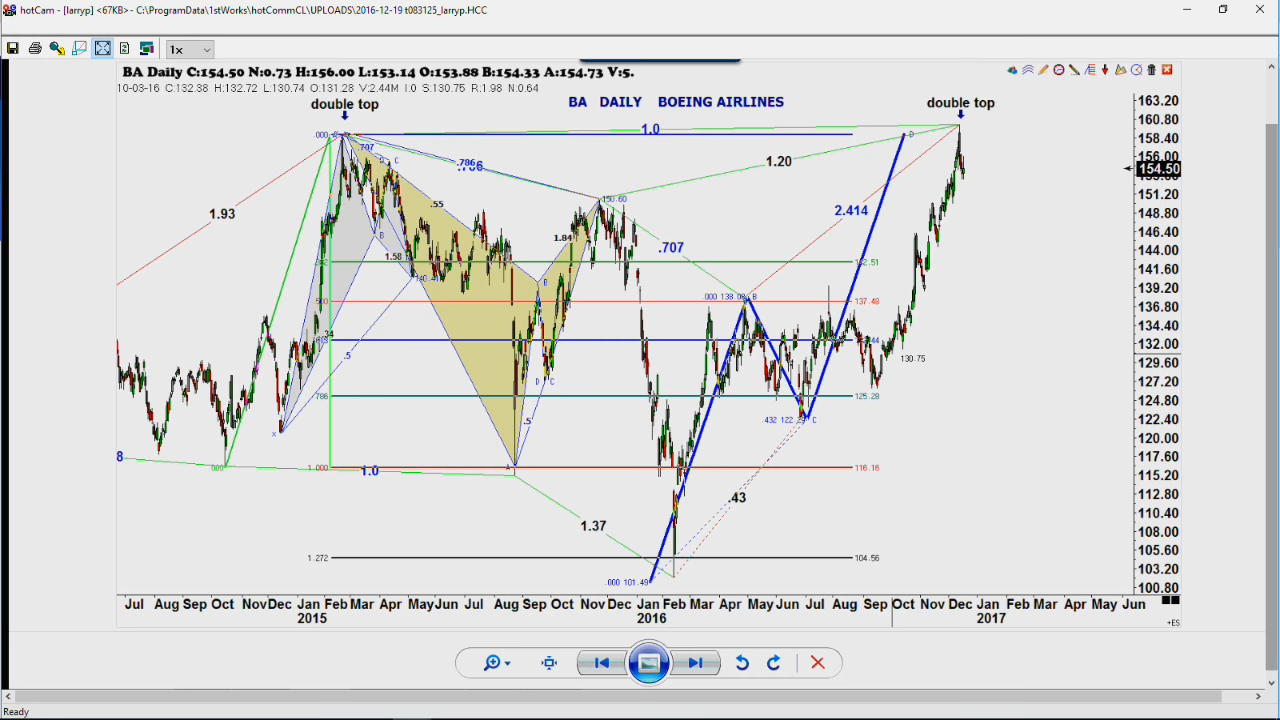 hotCam - [larryp] <67KB> - C:\ProgramData\1stWorks\hotCommCL\UPLOADS\2016-12-19 t083125_larryp.HCC
1x
BA Daily C:154.50 N:0.73 H:156.00 L:153.14 O:153.88 B:154.33 A:154.73 V:5.
10-03-16 C:132.38 H:132.72 L:130.74 O:131.28 V:2.44M I:0 S:130.75 R:1.98 N:0.64
double top
BA DAILY BOEING AIRLINES
double top
163.20
160.80
158.40
156.00
154.50
151.20
148.80
146.40
144.00
141.60
139.20
136.80
134.40
132.00
129.60
127.20
124.80
122.40
120.00
117.60
115.20
112.80
110.40
108.00
105.60
103.20
100.80
.000
1.0
D
.707
C
.786
1.20
1.93
.55
150.60
2.414
B
1.84
.707
1.58
142.51
B
.000 138.0
B
137.48
.34
.5
130.75
D C
.786
125.28
X
.5
.432 122.
C
8
.000
1.000
1.0
A
116.16
.43
1.37
1.272
104.56
.000 101.49
Jul Aug Sep Oct Nov Dec Jan Feb Mar Apr May Jun Jul Aug Sep Oct Nov Dec Jan Feb Mar Apr May Jun Jul Aug Sep Oct Nov Dec Jan Feb Mar Apr May Jun
2015 2016 2017
+ES
Ready